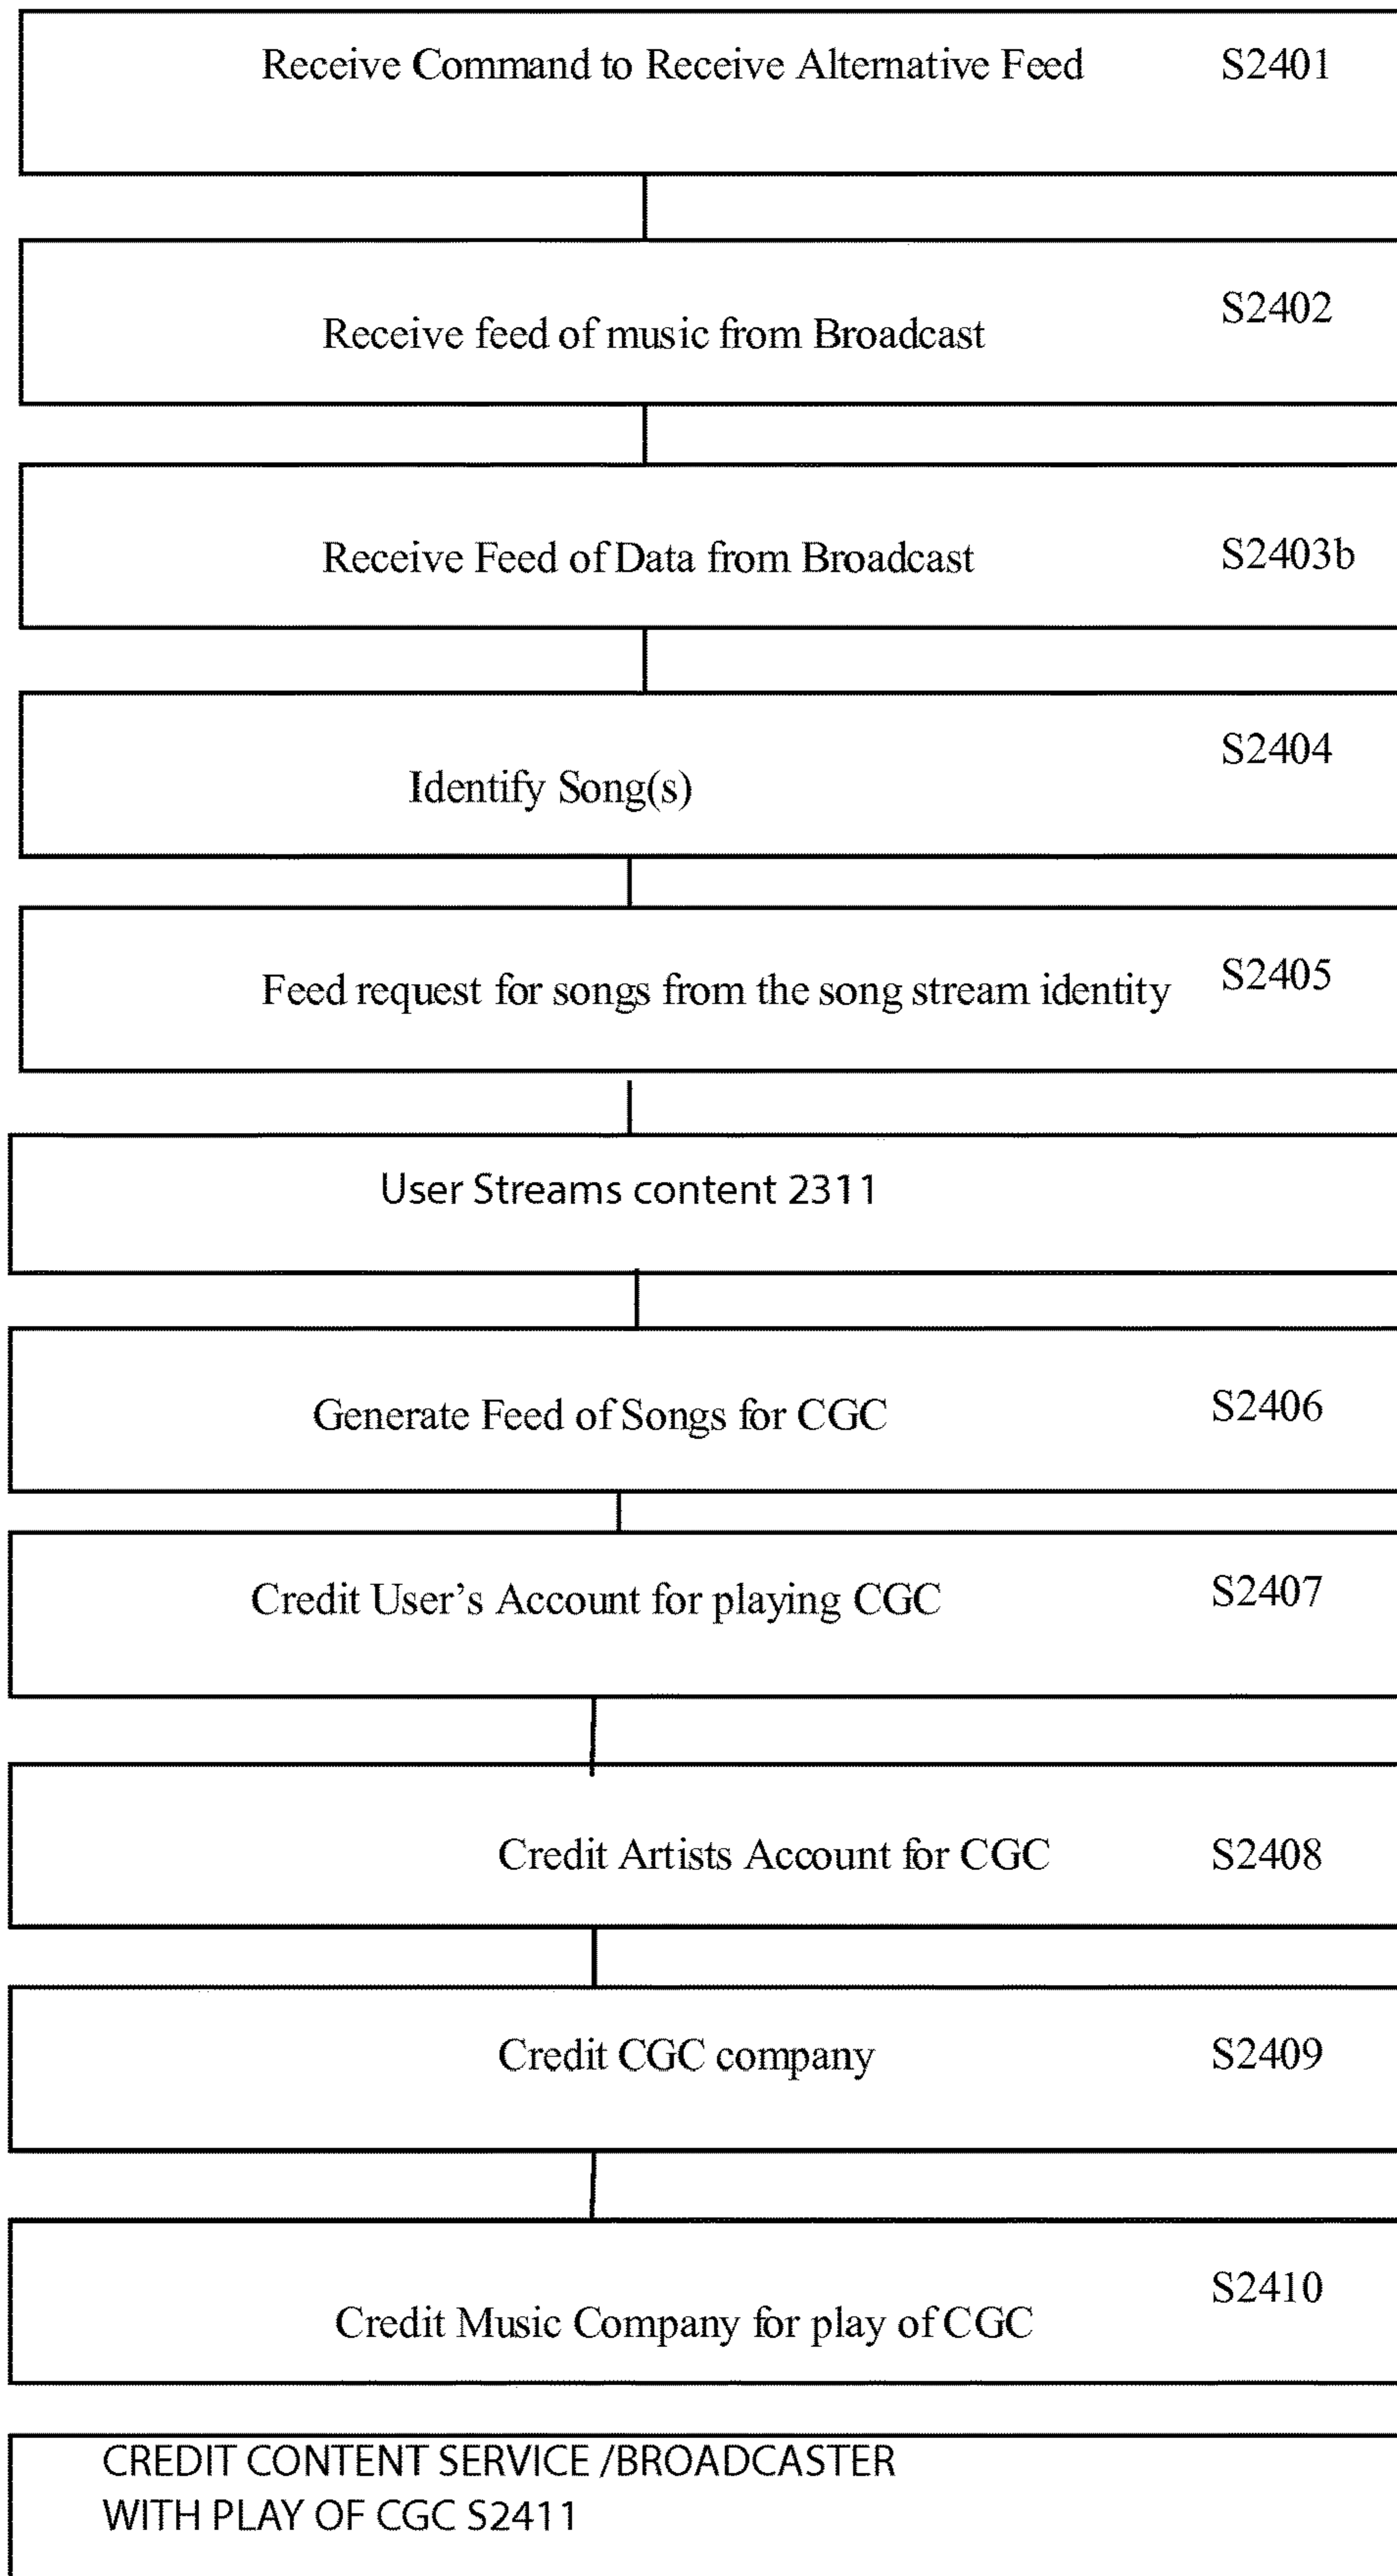 Receive Command to Receive Alternative Feed S2401
S2402
Receive feed of music from Broadcast
Receive Feed of Data from Broadcast S2403b
S2404
Identify Song(s)
Feed request for songs from the song stream identity S2405
User Streams content 2311
Generate Feed of Songs for CGC S2406
Credit User's Account for playing CGC S2407
Credit Artists Account for CGC S2408
Credit CGC company S2409
S2410
Credit Music Company for play of CGC
CREDIT CONTENT SERVICE /BROADCASTER
WITH PLAY OF CGC S2411